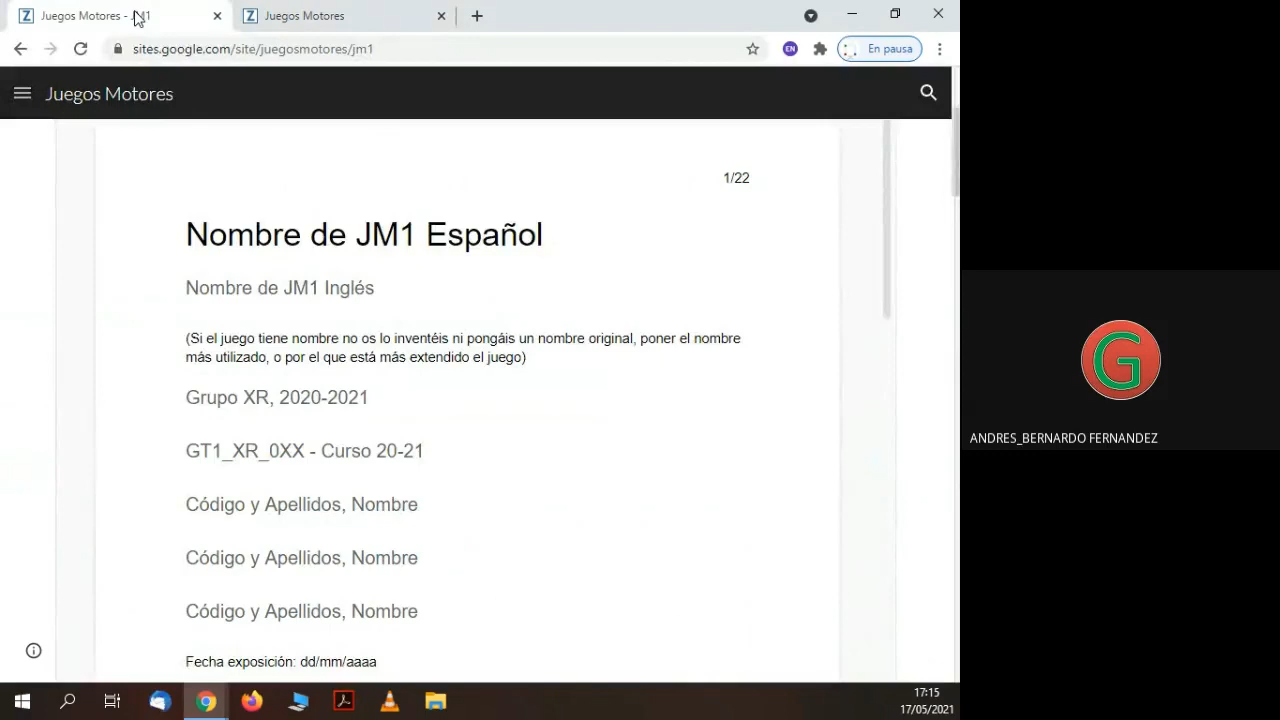 Juegos Motores - JM1
Juegos Motores
sites.google.com/site/juegosmotores/jm1
EN
En pausa
Juegos Motores
1/22
Nombre de JM1 Español
Nombre de JM1 Inglés
(Si el juego tiene nombre no os lo inventéis ni pongáis un nombre original, poner el nombre
más utilizado, o por el que está más extendido el juego)
Grupo XR, 2020-2021
GT1_XR_0XX - Curso 20-21
Código y Apellidos, Nombre
Código y Apellidos, Nombre
Código y Apellidos, Nombre
Fecha exposición: dd/mm/aaaa
G
ANDRES_BERNARDO FERNANDEZ
17:15
17/05/2021